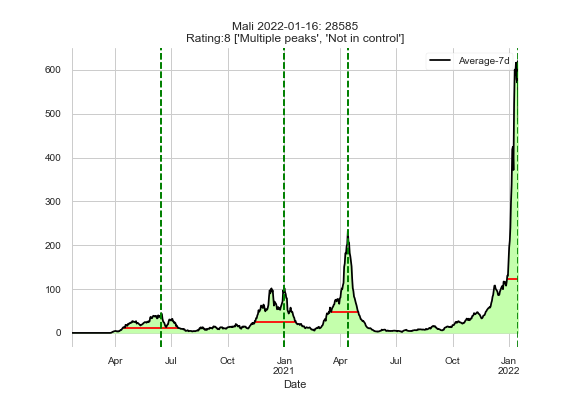 Mali 2022-01-16: 28585
Rating:8 ['Multiple peaks', 'Not in control']
Average-7d
600
500
400
300
200
100
0
Apr Jul Oct Jan Apr Jul Oct Jan
2021 2022
Date